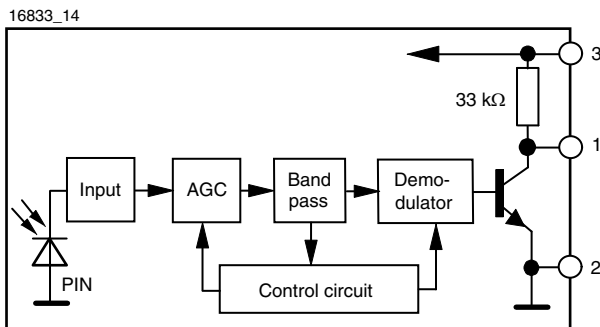 16833_14
3
33 kΩ
1
Input
AGC
Band
pass
Demo-
dulator
PIN
Control circuit
2